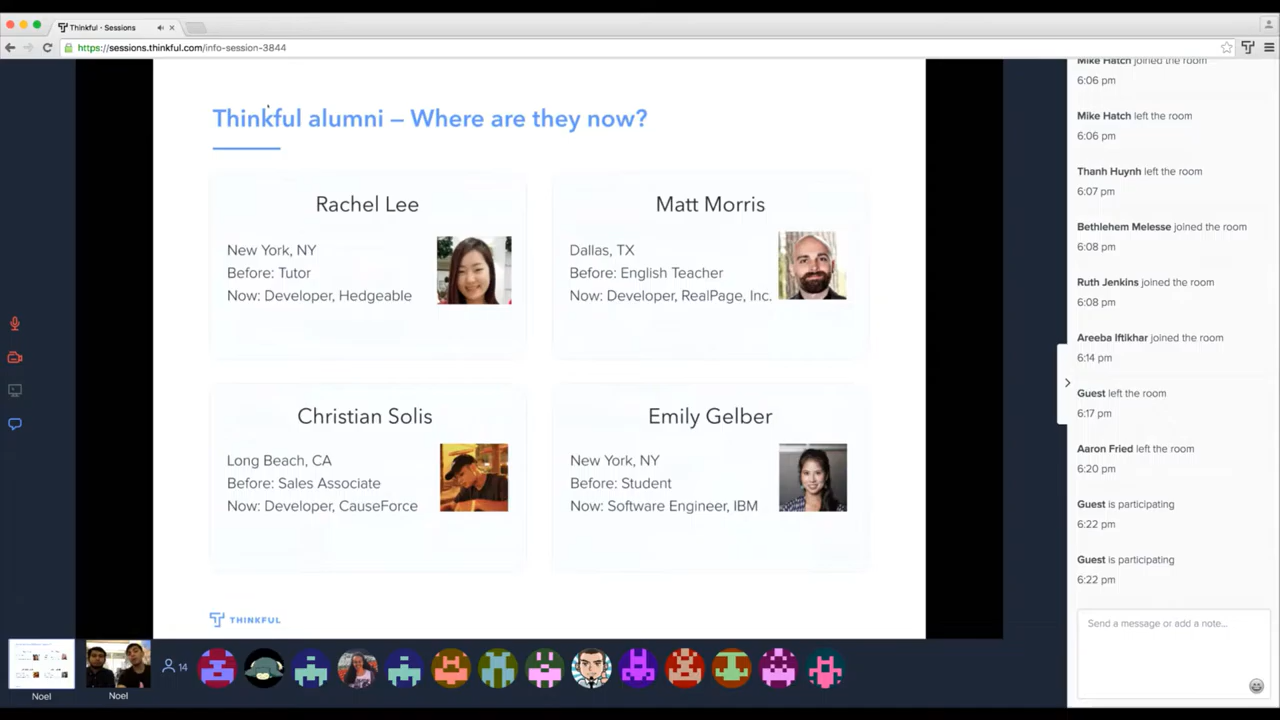 Thinkful - Sessions
https://sessions.thinkful.com/info-session-3844
Thinkful alumni – Where are they now?
Rachel Lee
New York, NY
Before: Tutor
Now: Developer, Hedgeable
Matt Morris
Dallas, TX
Before: English Teacher
Now: Developer, RealPage, Inc.
Christian Solis
Long Beach, CA
Before: Sales Associate
Now: Developer, CauseForce
Emily Gelber
New York, NY
Before: Student
Now: Software Engineer, IBM
THINKFUL
Noel
Noel
14
Mike Hatch joined the room
6:06 pm
Mike Hatch left the room
6:06 pm
Thanh Huynh left the room
6:07 pm
Bethlehem Melesse joined the room
6:08 pm
Ruth Jenkins joined the room
6:08 pm
Areeba Iftikhar joined the room
6:14 pm
Guest left the room
6:17 pm
Aaron Fried left the room
6:20 pm
Guest is participating
6:22 pm
Guest is participating
6:22 pm
Send a message or add a note...